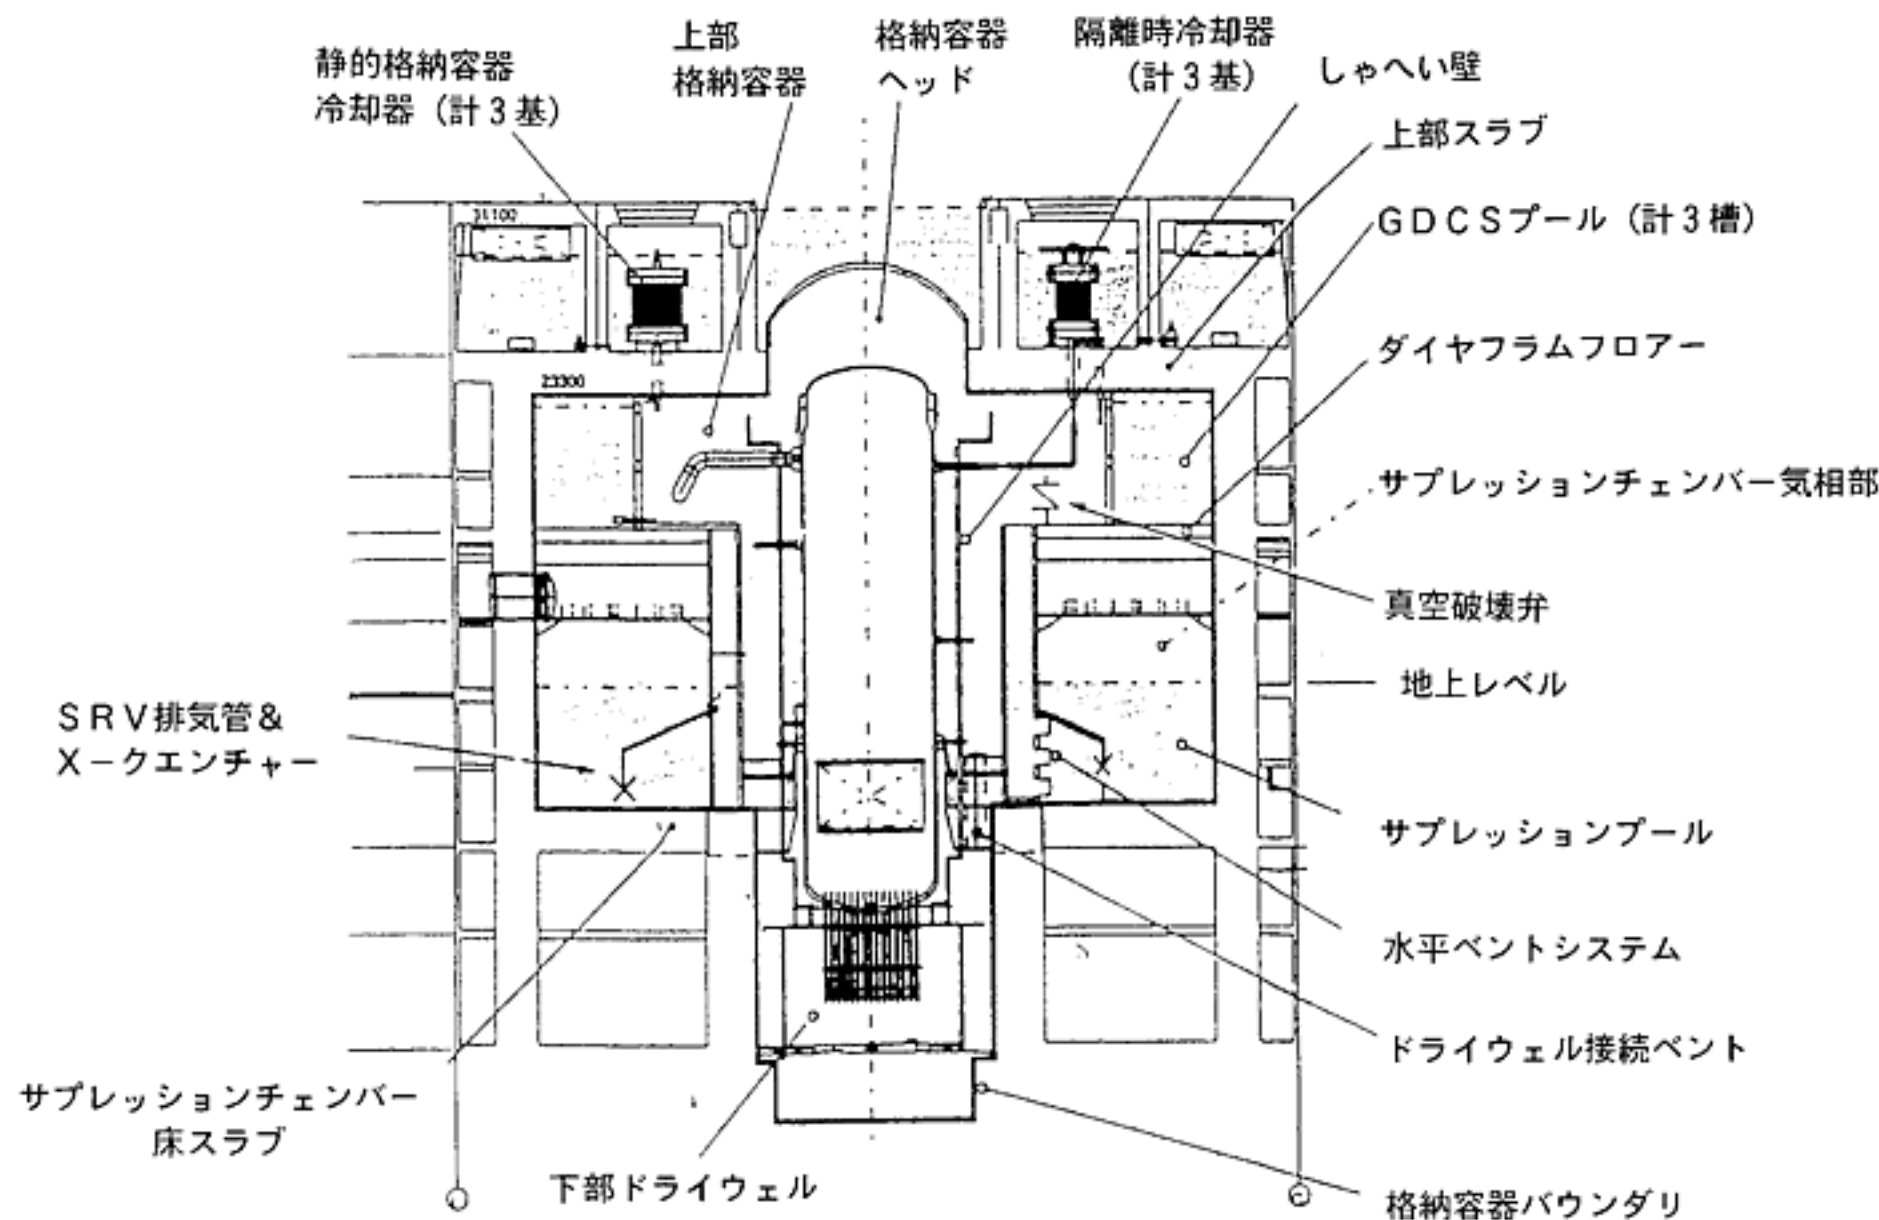 静的格納容器
冷却器（計３基）
上部
格納容器
格納容器
ヘッド
隔離時冷却器
（計３基）
しゃへい壁
上部スラブ
ＧＤＣＳプール（計３槽）
ダイヤフラムフロアー
サプレッションチェンバー気相部
真空破壊弁
地上レベル
サプレッションプール
水平ベントシステム
ドライウェル接続ベント
格納容器バウンダリ
31100
23300
ＳＲＶ排気管＆
Ｘ－クエンチャー
サプレッションチェンバー
床スラブ
下部ドライウェル